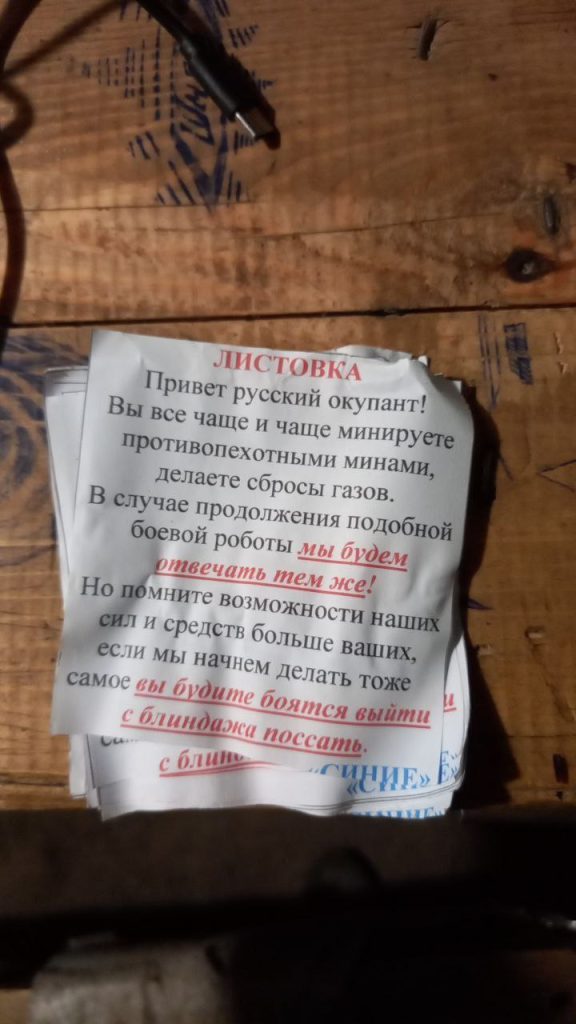 ЛИСТОВКА
Привет русский окупант!
Вы все чаще и чаще минируете
противопехотными минами,
делаете сбросы газов.
В случае продолжения подобной
боевой роботы мы будем
отвечать тем же!
Но помните возможности наших
сил и средств больше ваших,
если мы начнем делать тоже
самое вы будите боятся выйти
с блиндажа поссать.
«СИНИЕ»